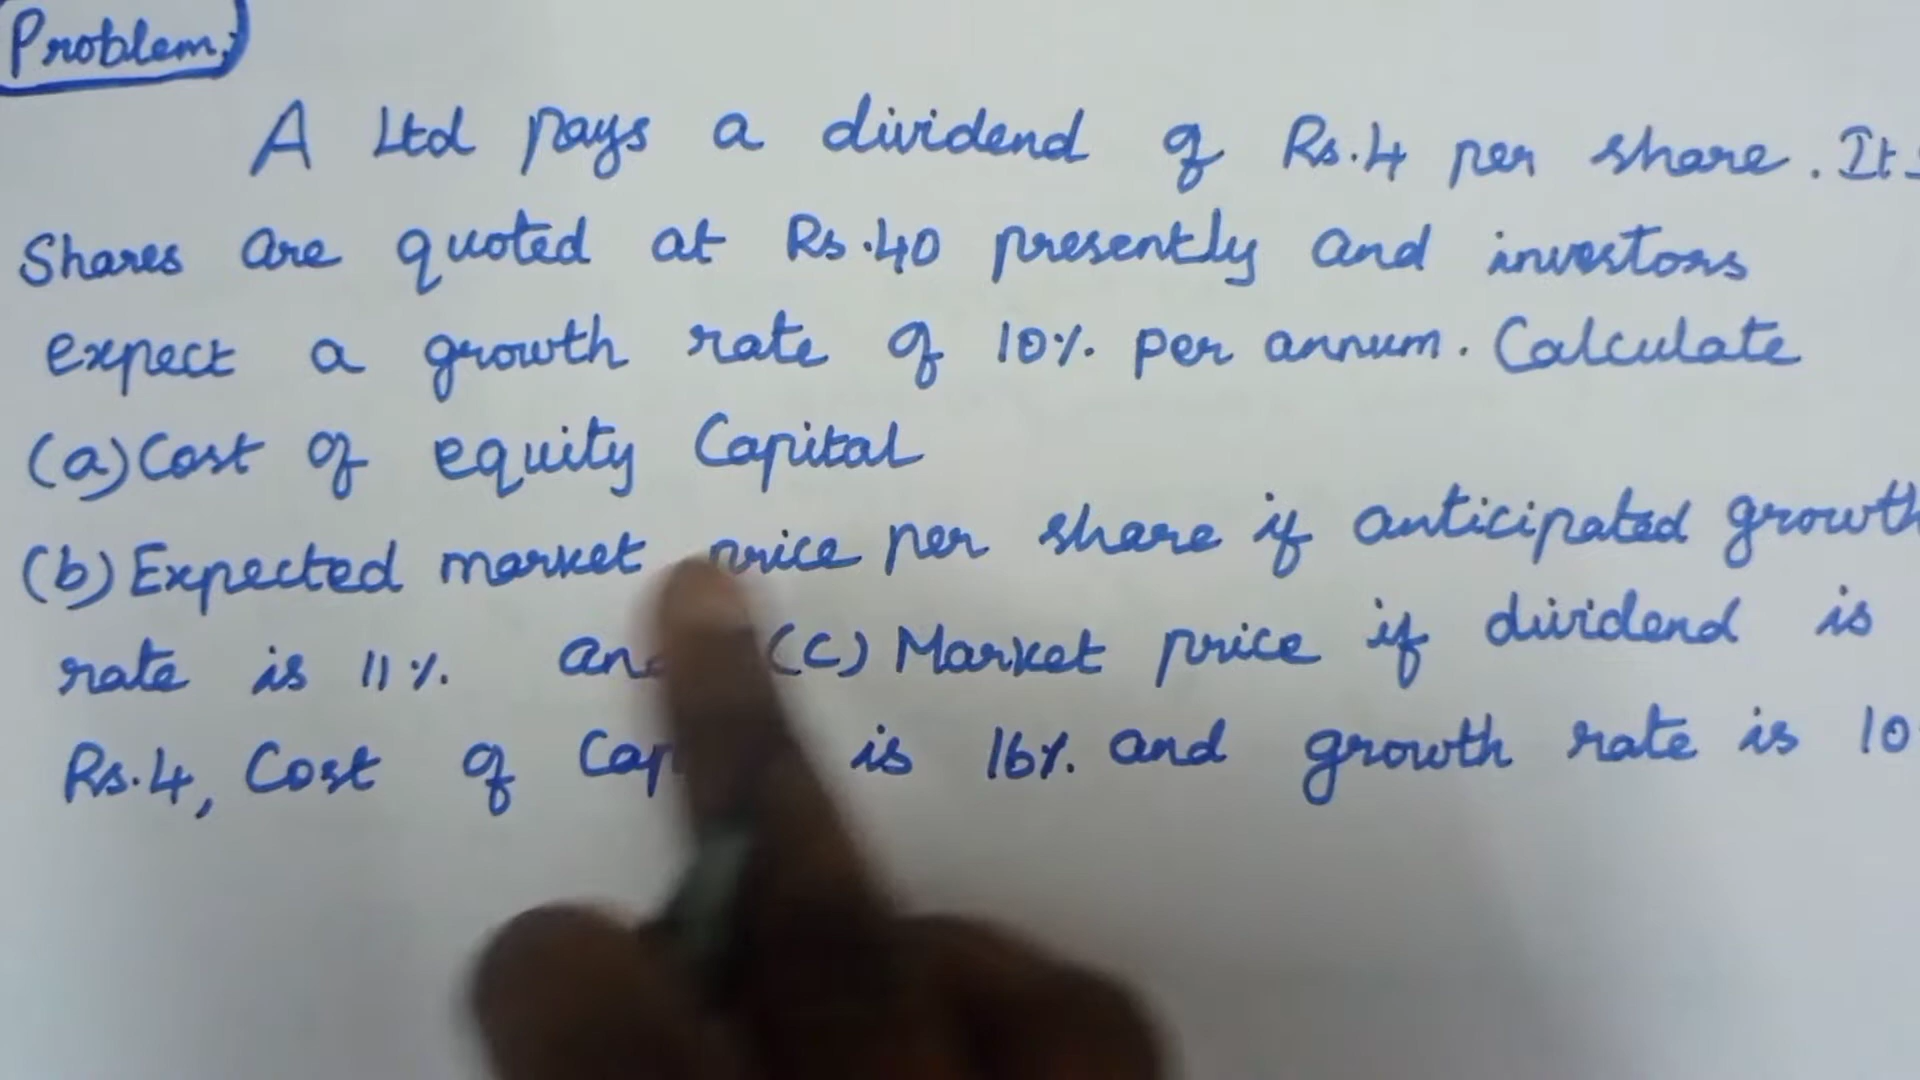 Problem:
A Ltd pays a dividend of Rs.4 per share. Its
Shares are quoted at Rs.40 presently and investors
expect a growth rate of 10%. per annum. Calculate
(a) Cost of equity Capital
(b) Expected market price per share if anticipated growth
rate is 11%. (c) Market price if dividend is
Rs.4, Cost of is 16%. and growth rate is 10